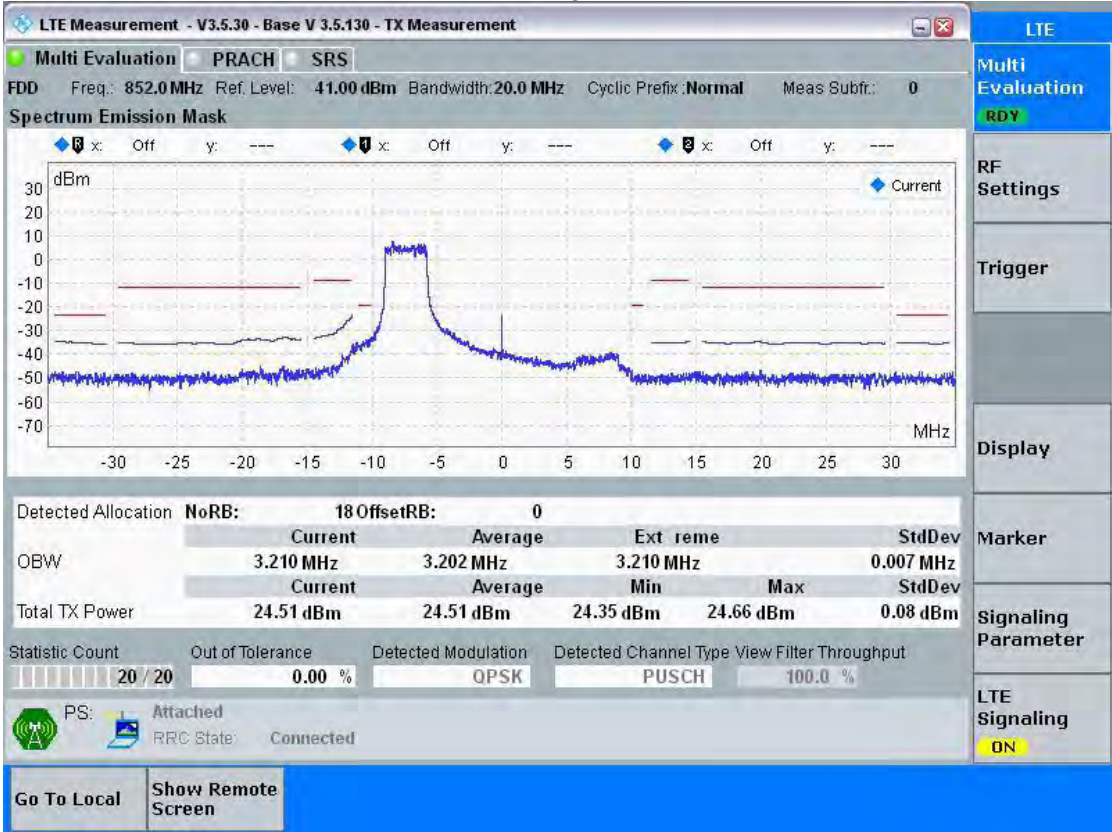 LTE Measurement - V3.5.30 - Base V 3.5.130 - TX Measurement
LTE
Multi Evaluation PRACH SRS
Multi
Evaluation
RDY
FDD Freq.: 852.0 MHz Ref. Level: 41.00 dBm Bandwidth: 20.0 MHz Cyclic Prefix : Normal Meas Subfr.: 0
Spectrum Emission Mask
R x: Off y: --- 1 x: Off y: --- 2 x: Off y: ---
dBm
Current
30
20
10
0
-10
-20
-30
-40
-50
-60
-70
MHz
-30 -25 -20 -15 -10 -5 0 5 10 15 20 25 30
RF
Settings
Trigger
Display
Marker
Signaling
Parameter
LTE
Signaling
ON
Detected Allocation NoRB: 18 OffsetRB: 0
Current Average Ext reme StdDev
OBW 3.210 MHz 3.202 MHz 3.210 MHz 0.007 MHz
Current Average Min Max StdDev
Total TX Power 24.51 dBm 24.51 dBm 24.35 dBm 24.66 dBm 0.08 dBm
Statistic Count Out of Tolerance Detected Modulation Detected Channel Type View Filter Throughput
20 / 20 0.00 % QPSK PUSCH 100.0 %
PS: Attached
RRC State: Connected
Go To Local
Show Remote
Screen